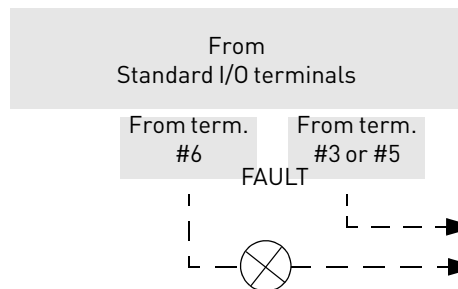 From
Standard I/O terminals
From term.
#6
From term.
#3 or #5
FAULT